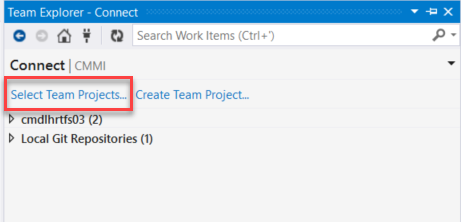 Team Explorer - Connect
Search Work Items (Ctrl+')
Connect | CMMI
Select Team Projects... Create Team Project...
cmdlhrtfs03 (2)
Local Git Repositories (1)